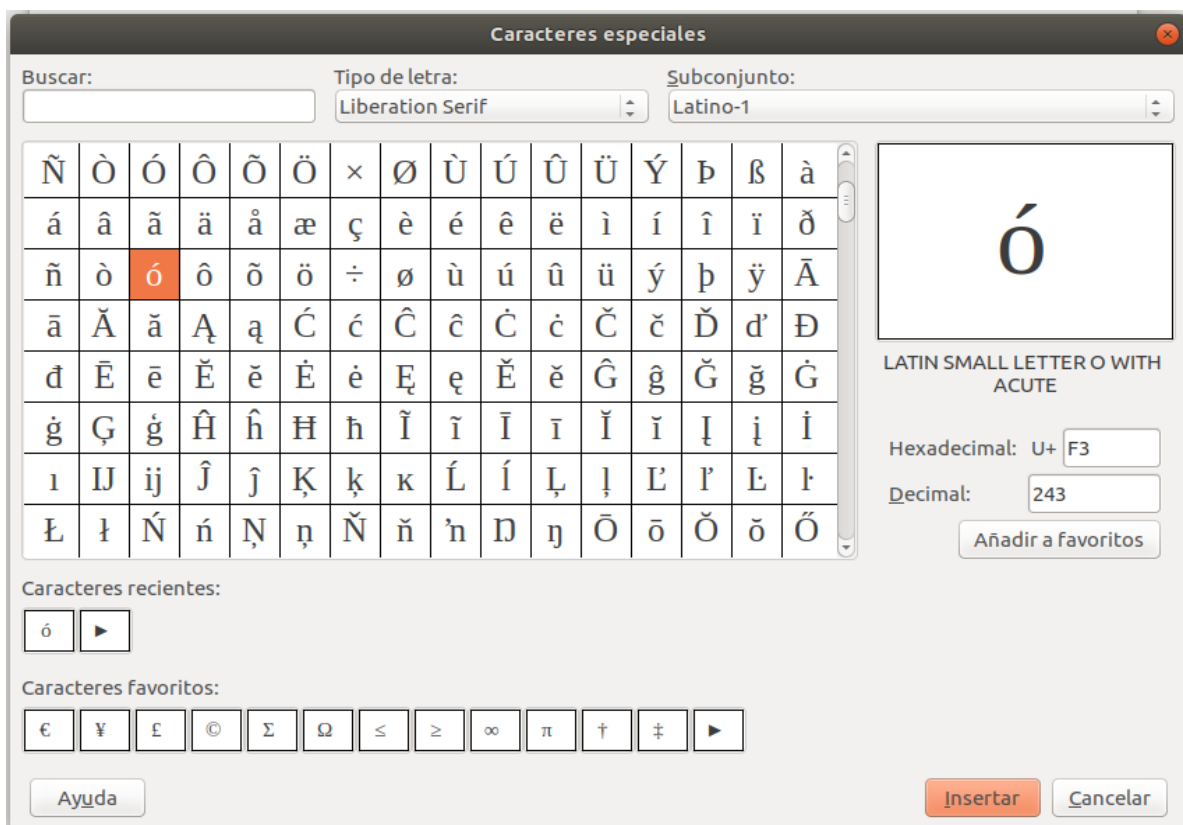 Caracteres especiales
Buscar: Tipo de letra: Subconjunto:
Liberation Serif Latino-1
Ñ Ò Ó Ô Õ Ö × Ø Ù Ú Û Ü Ý Þ ß à
á â ã ä å æ ç è é ê ë ì í î ï ð
ñ ò ó ô õ ö ÷ ø ù ú û ü ý þ ÿ Ā
ā Ă ă Ą ą Ć ć Ĉ ĉ Ċ ċ Č č Ď ď Đ
đ Ē ē Ĕ ĕ Ė ė Ę ę Ě ě Ĝ ĝ Ğ ğ Ġ
ġ Ģ ģ Ĥ ĥ Ħ ħ Ĩ ĩ Ī ī Ĭ ĭ Į į İ
ı IJ ij Ĵ ĵ Ķ ķ ĸ Ĺ ĺ Ļ ļ Ľ ľ Ŀ ŀ
Ł ł Ń ń Ņ ņ Ň ň ŉ Ŋ ŋ Ō ō Ŏ ŏ Ő
ó
LATIN SMALL LETTER O WITH
ACUTE
Hexadecimal: U+ F3
Decimal: 243
Añadir a favoritos
Caracteres recientes:
ó ►
Caracteres favoritos:
€ ¥ £ © Σ Ω ≤ ≥ ∞ π † ‡ ►
Ayuda Insertar Cancelar